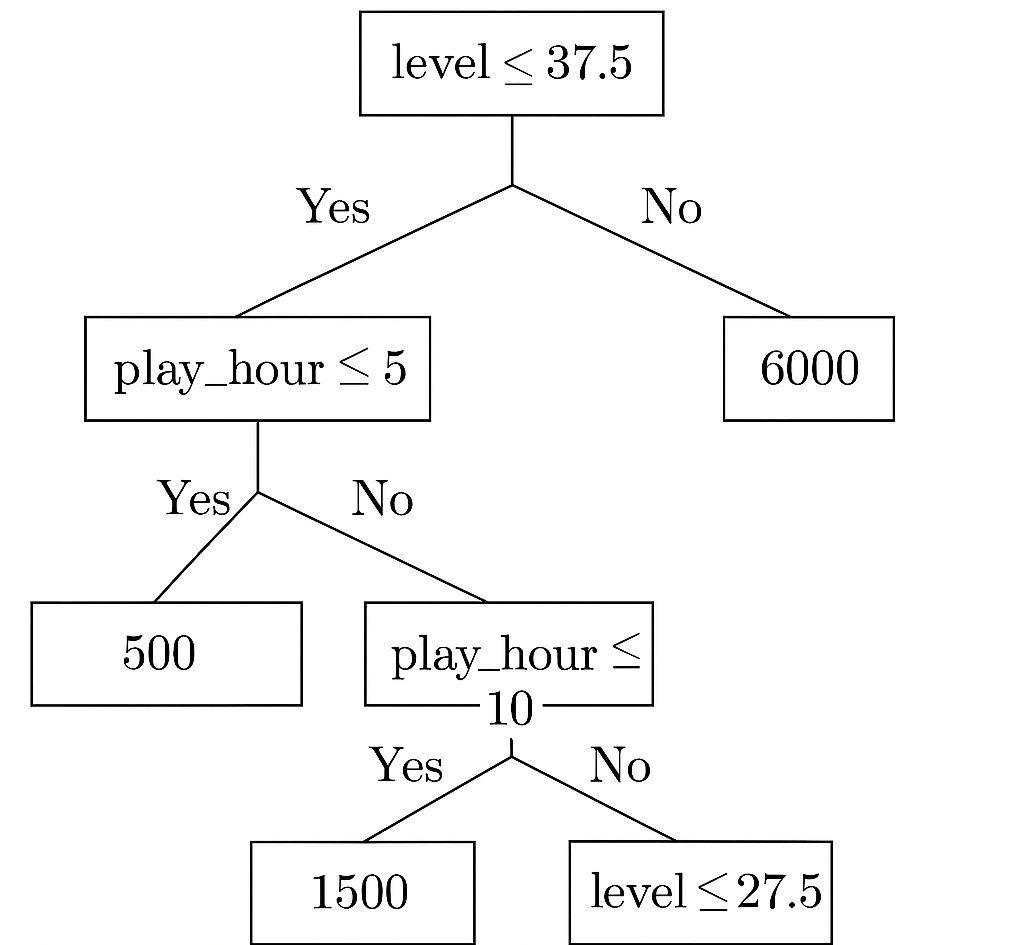 level ≤ 37.5
Yes
No
play_hour ≤ 5
6000
Yes
No
500
play_hour ≤
10
Yes
No
1500
level ≤ 27.5